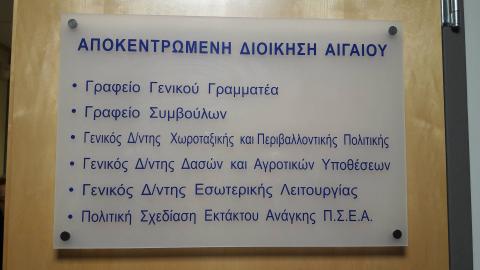 ΑΠΟΚΕΝΤΡΩΜΕΝΗ ΔΙΟΙΚΗΣΗ ΑΙΓΑΙΟΥ
• Γραφείο Γενικού Γραμματέα
• Γραφείο Συμβούλων
• Γενικός Δ/ντης Χωροταξικής και Περιβαλλοντικής Πολιτικής
• Γενικός Δ/ντης Δασών και Αγροτικών Υποθέσεων
• Γενικός Δ/ντης Εσωτερικής Λειτουργίας
• Πολιτική Σχεδίαση Εκτάκτου Ανάγκης Π.Σ.Ε.Α.